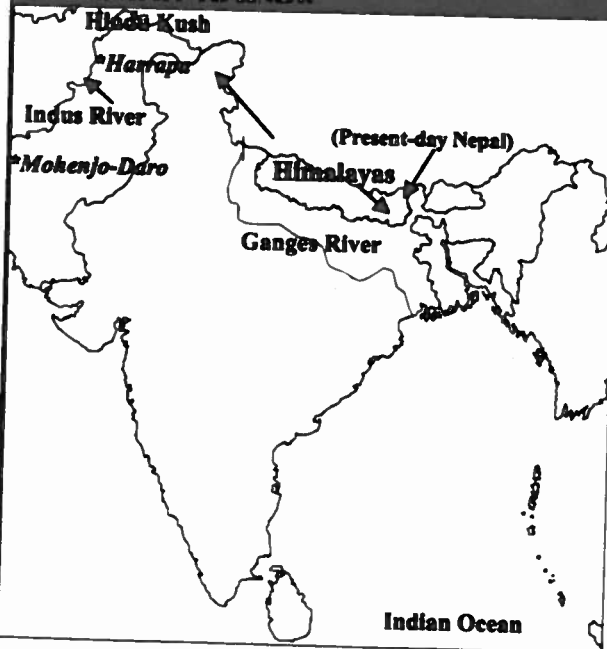 Hindu Kush
*Harrapa
Indus River
(Present-day Nepal)
*Mohenjo-Daro
Himalayas
Ganges River
Indian Ocean